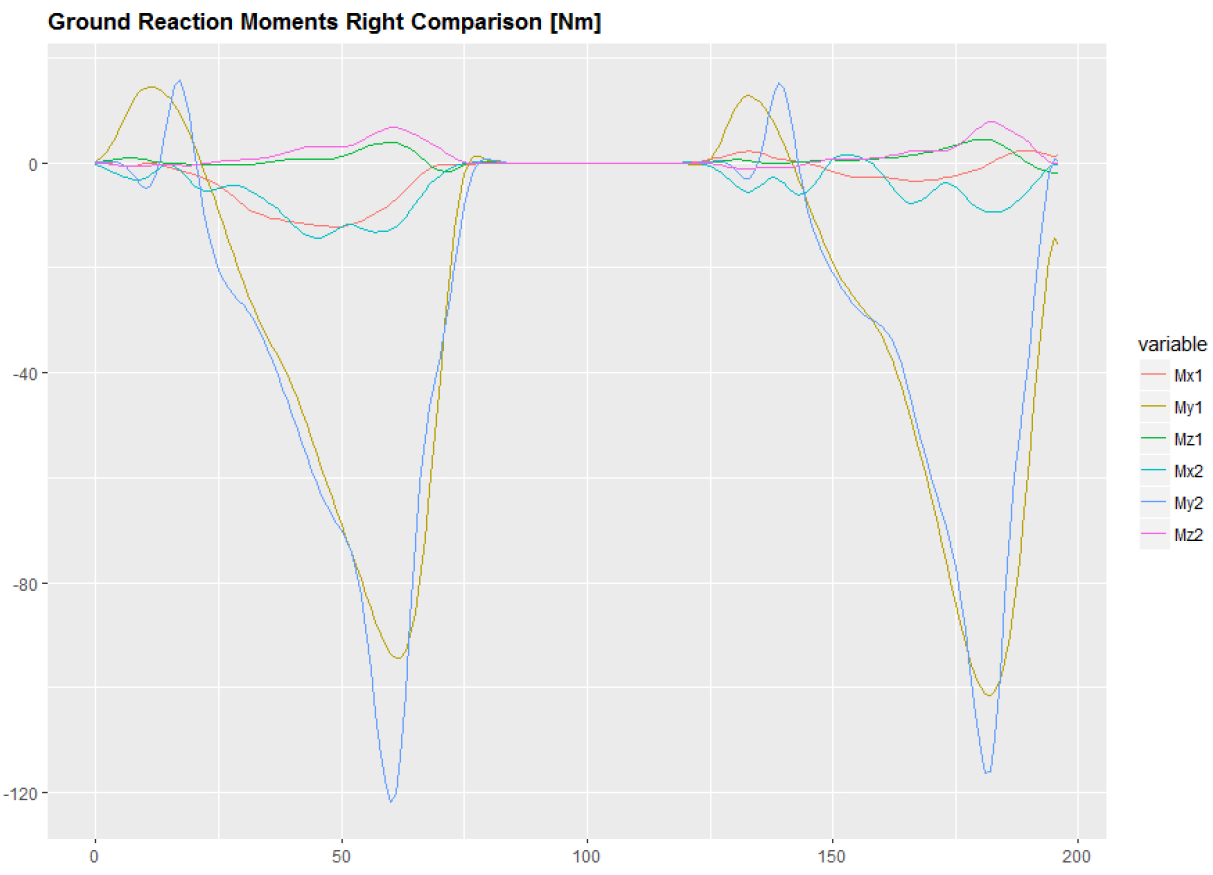 Ground Reaction Moments Right Comparison [Nm]
0
-40
-80
-120
0 50 100 150 200
variable
Mx1
My1
Mz1
Mx2
My2
Mz2